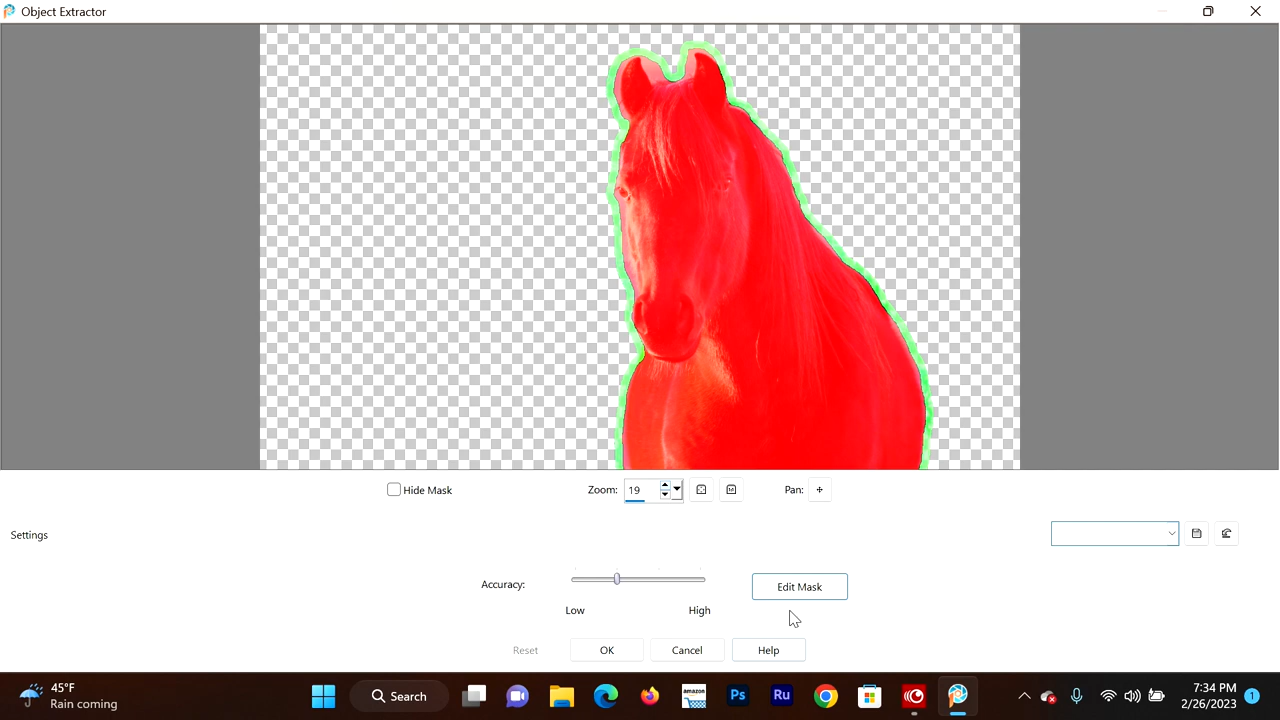 Object Extractor
Hide Mask
Zoom: 19
Pan:
Settings
Accuracy:
Edit Mask
Low High
Reset OK Cancel Help
45°F
Rain coming
Search
amazon
Ps
Ru
7:34 PM
2/26/2023
1